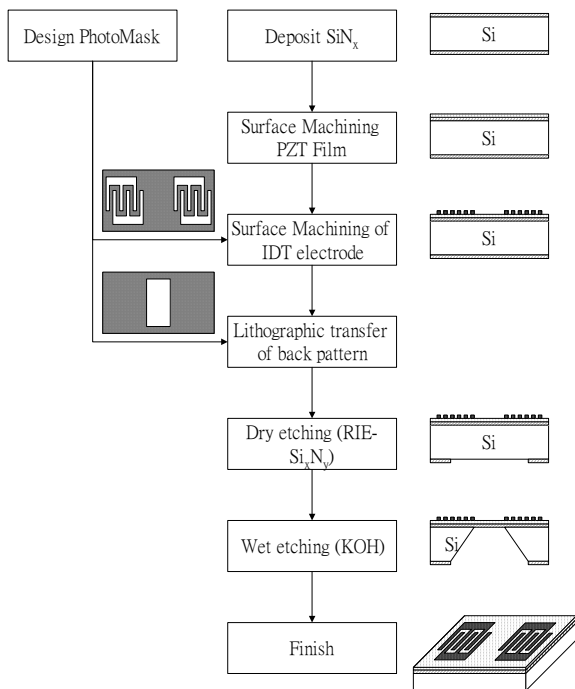 Design PhotoMask
Deposit SiNₓ
Si
Surface Machining
PZT Film
Si
Surface Machining of
IDT electrode
Si
Lithographic transfer
of back pattern
Dry etching (RIE-
SiₓNᵧ)
Si
Wet etching (KOH)
Si
Finish